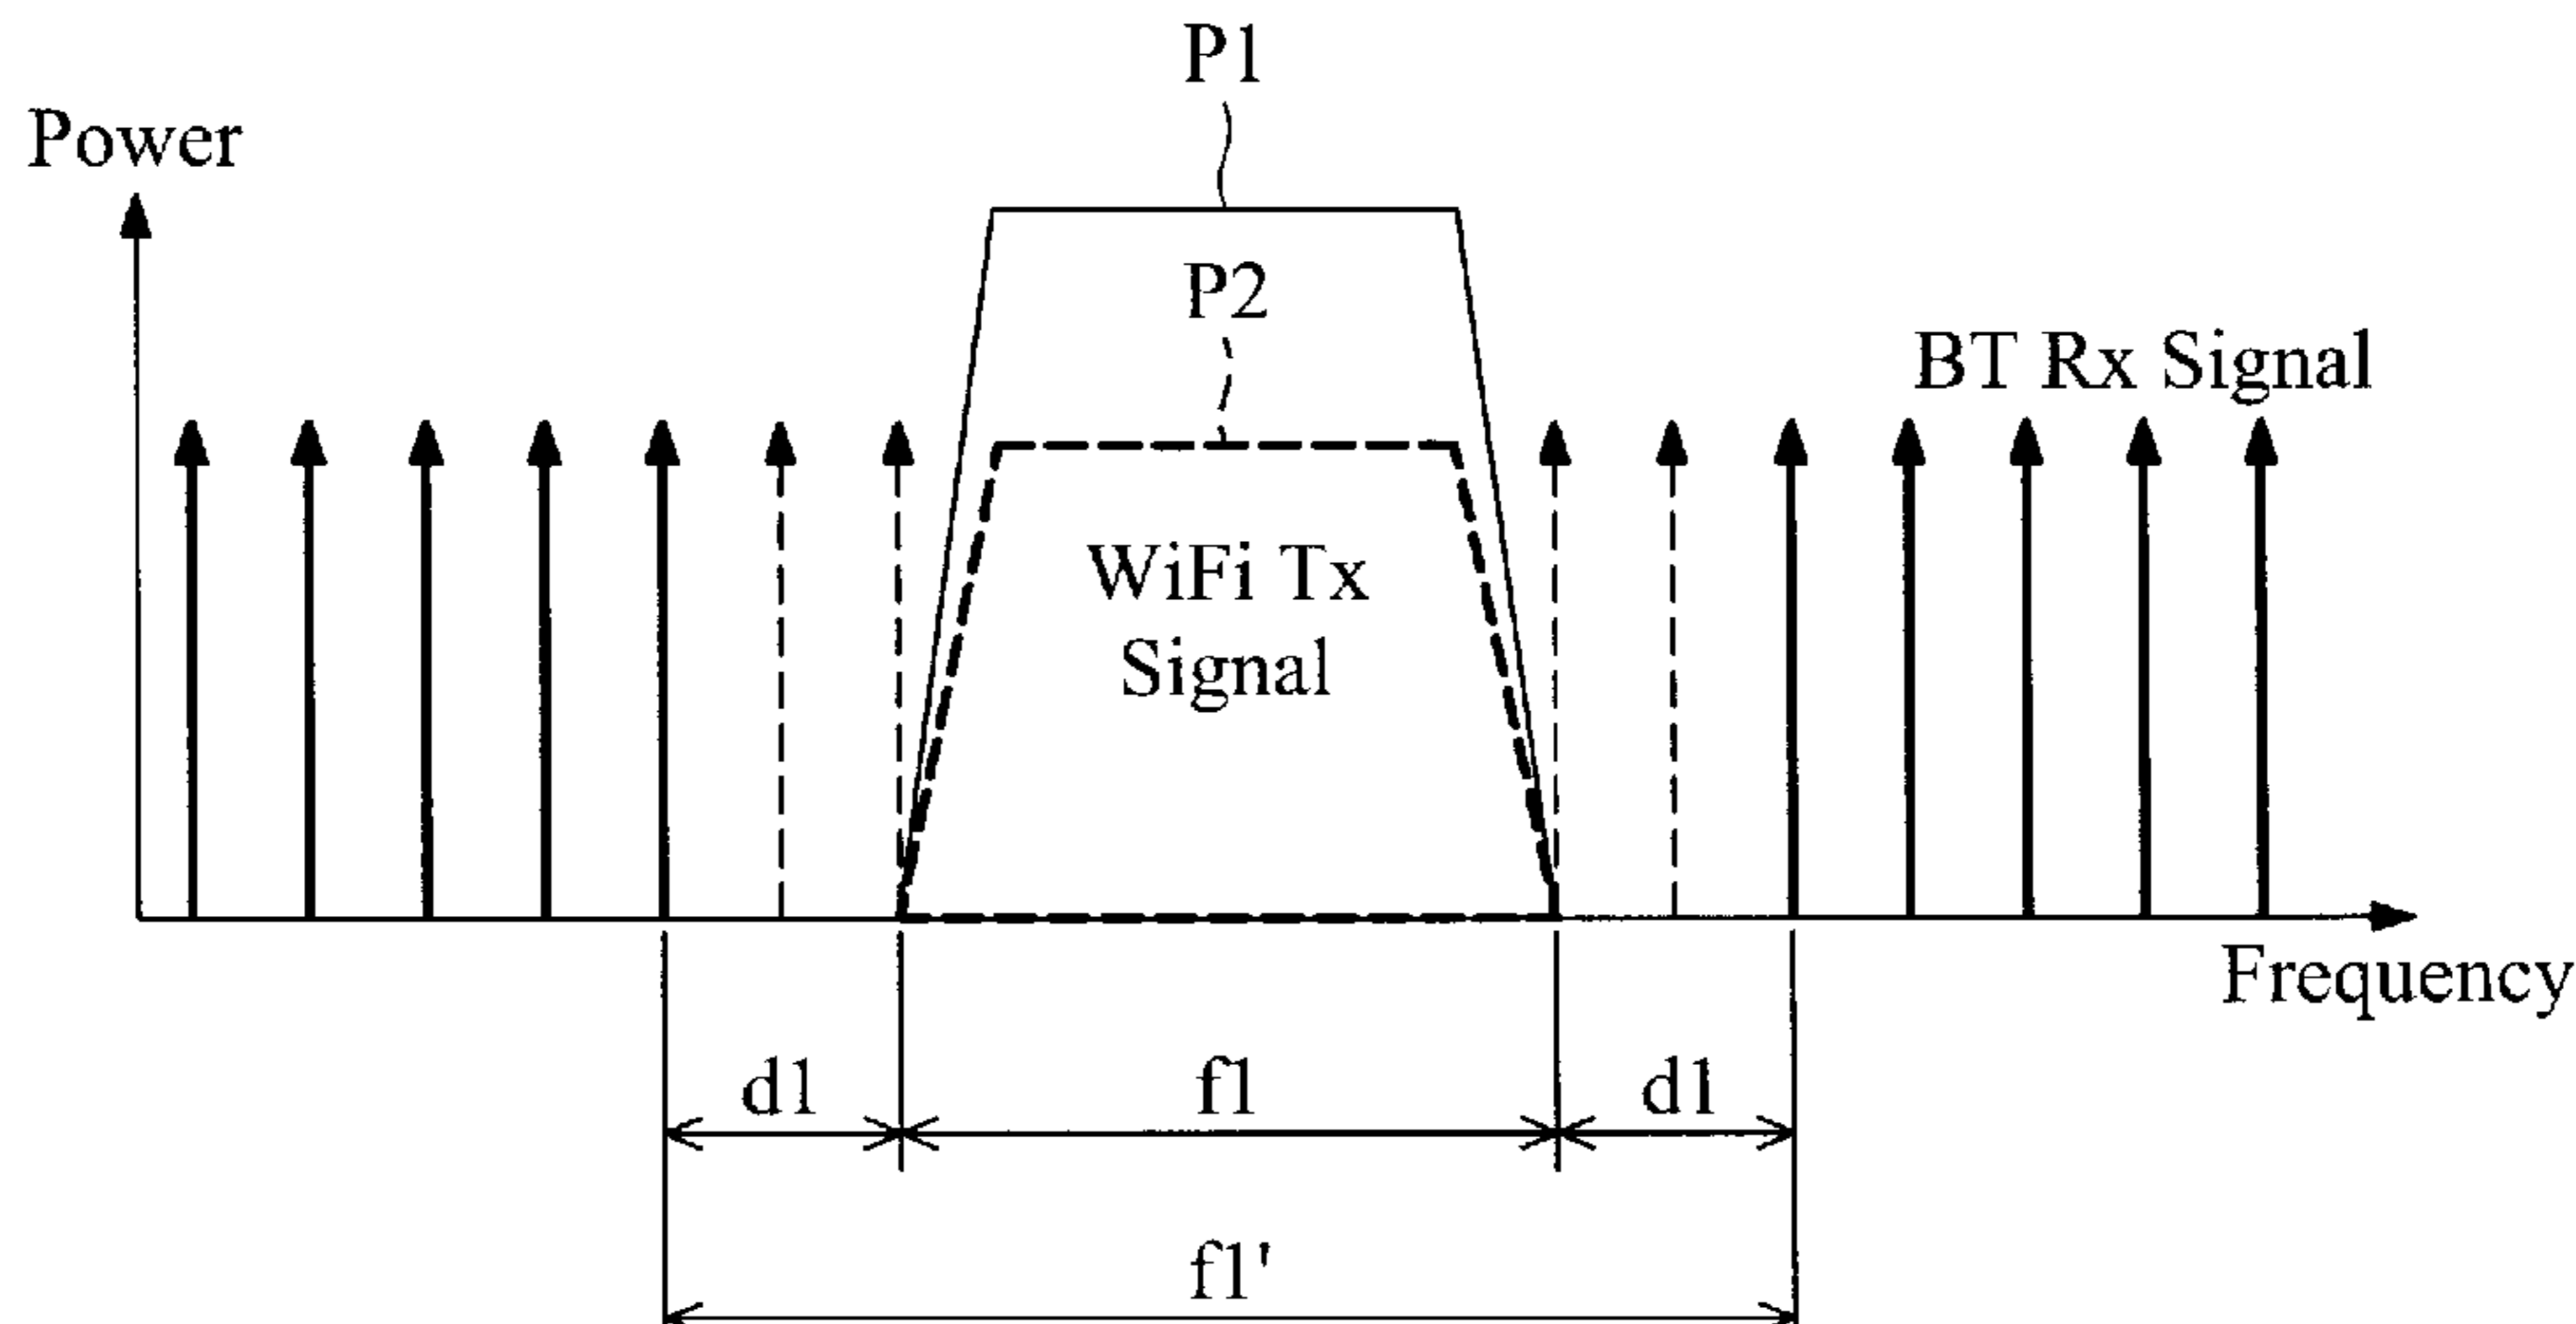 P1
Power
P2
BT Rx Signal
WiFi Tx
Signal
Frequency
d1
f1
d1
f1'